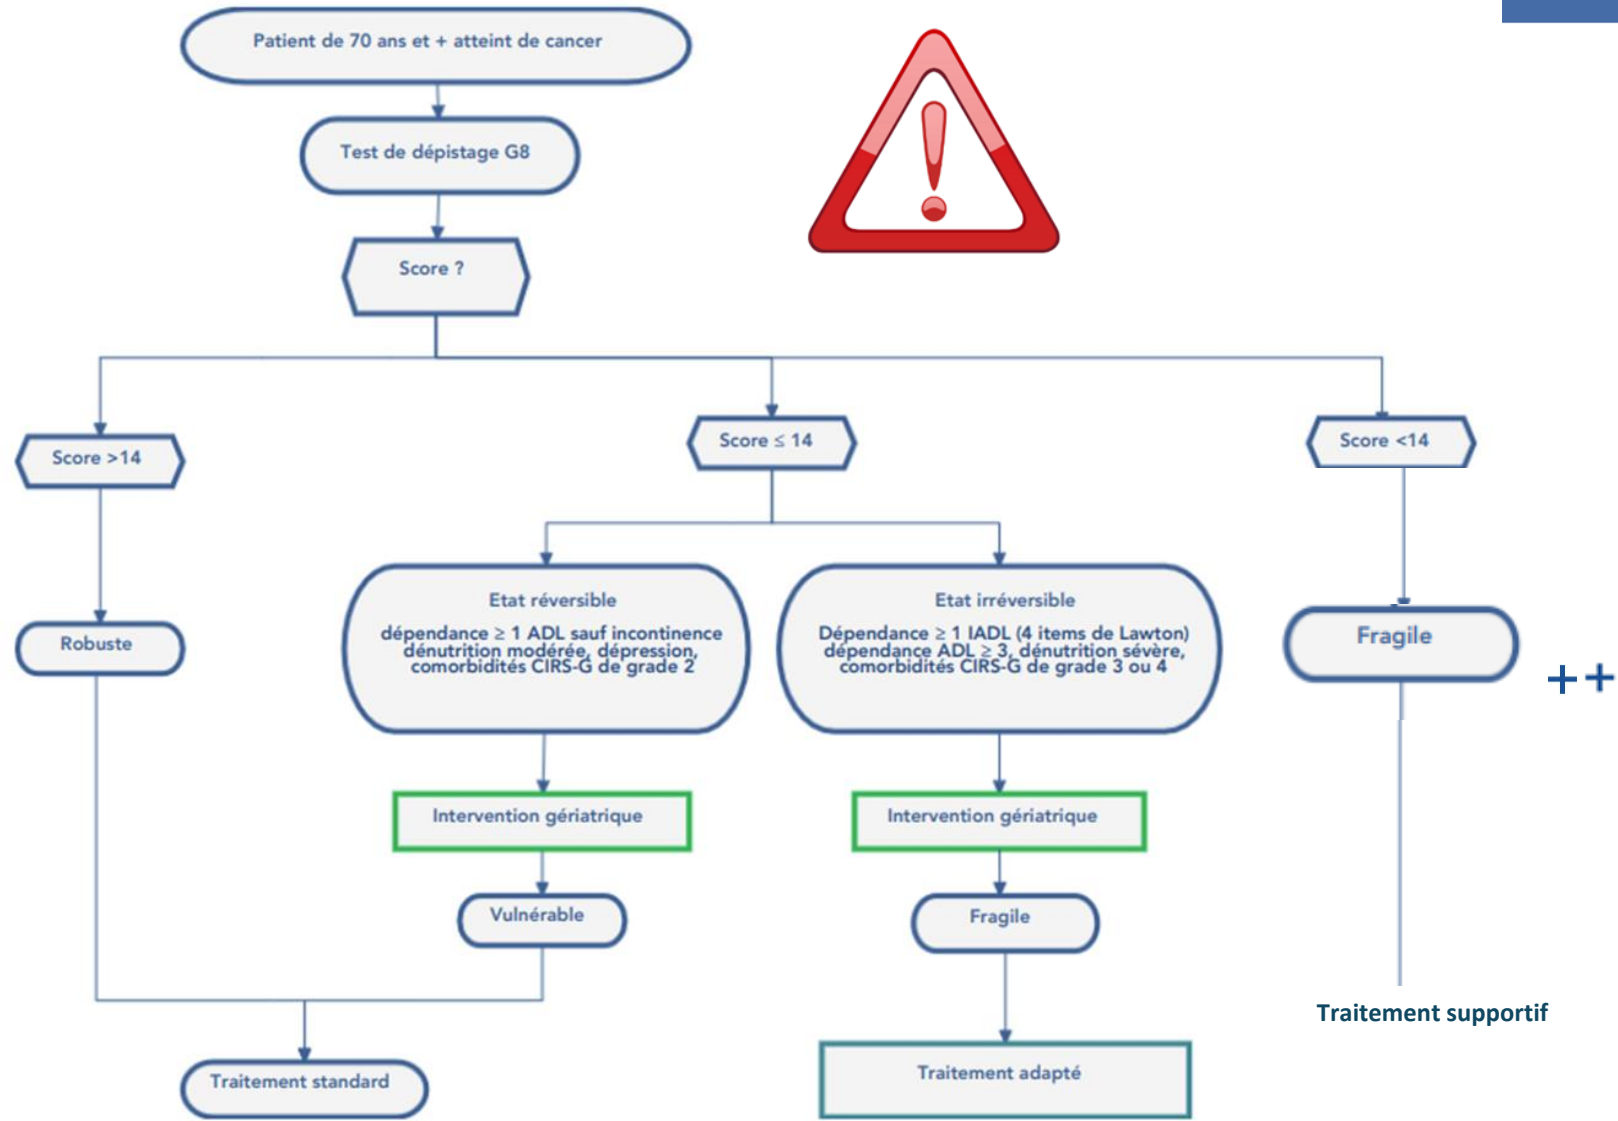 Patient de 70 ans et + atteint de cancer
Test de dépistage G8
Score ?
Score >14
Score ≤ 14
Score <14
Etat réversible
dépendance ≥ 1 ADL sauf incontinence
dénutrition modérée, dépression,
comorbidités CIRS-G de grade 2
Etat irréversible
Dépendance ≥ 1 IADL (4 items de Lawton)
dépendance ADL ≥ 3, dénutrition sévère,
comorbidités CIRS-G de grade 3 ou 4
Robuste
Fragile
++
Intervention gériatrique
Intervention gériatrique
Vulnérable
Fragile
Traitement supportif
Traitement standard
Traitement adapté